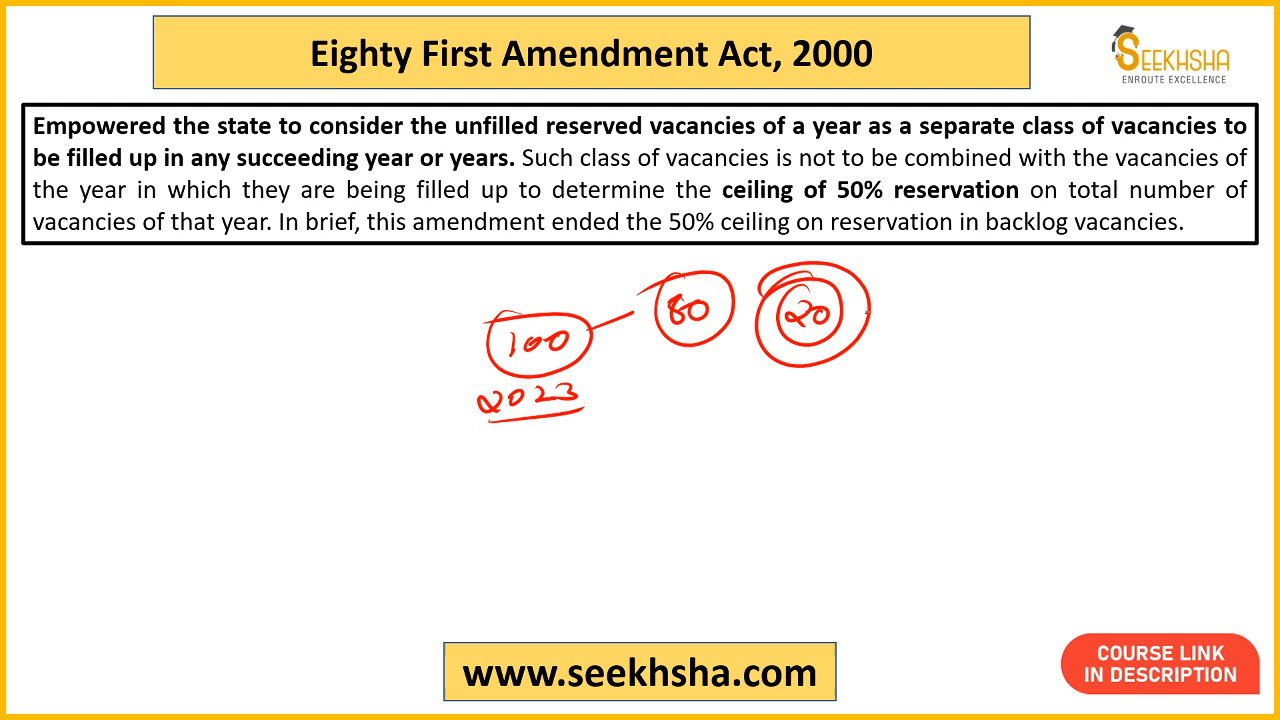 Eighty First Amendment Act, 2000
SEEKHSHA
ENROUTE EXCELLENCE
Empowered the state to consider the unfilled reserved vacancies of a year as a separate class of vacancies to
be filled up in any succeeding year or years. Such class of vacancies is not to be combined with the vacancies of
the year in which they are being filled up to determine the ceiling of 50% reservation on total number of
vacancies of that year. In brief, this amendment ended the 50% ceiling on reservation in backlog vacancies.
100 80 20
2023
www.seekhsha.com
COURSE LINK
IN DESCRIPTION